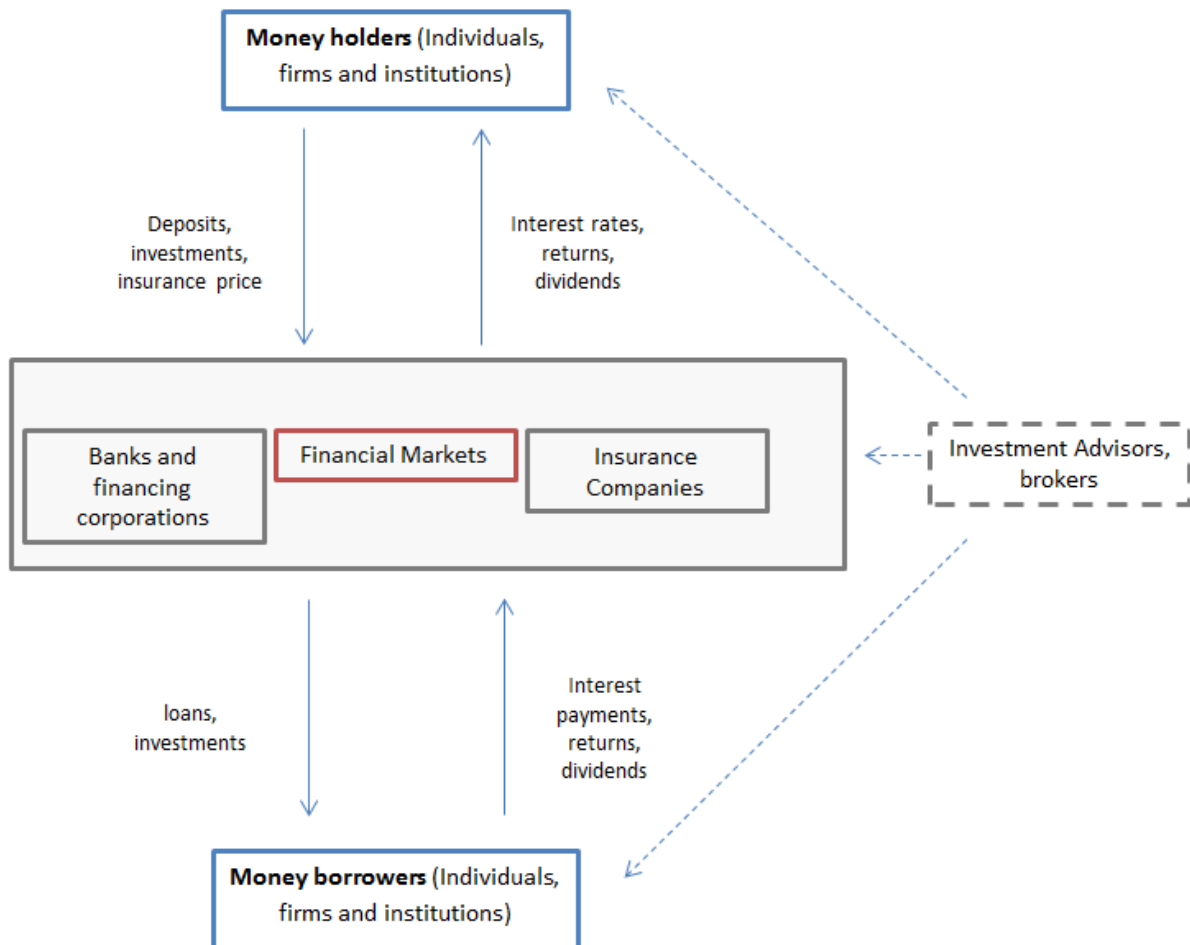 Money holders (Individuals,
firms and institutions)
Deposits,
investments,
insurance price
Interest rates,
returns,
dividends
Banks and
financing
corporations
Financial Markets
Insurance
Companies
Investment Advisors,
brokers
loans,
investments
Interest
payments,
returns,
dividends
Money borrowers (Individuals,
firms and institutions)